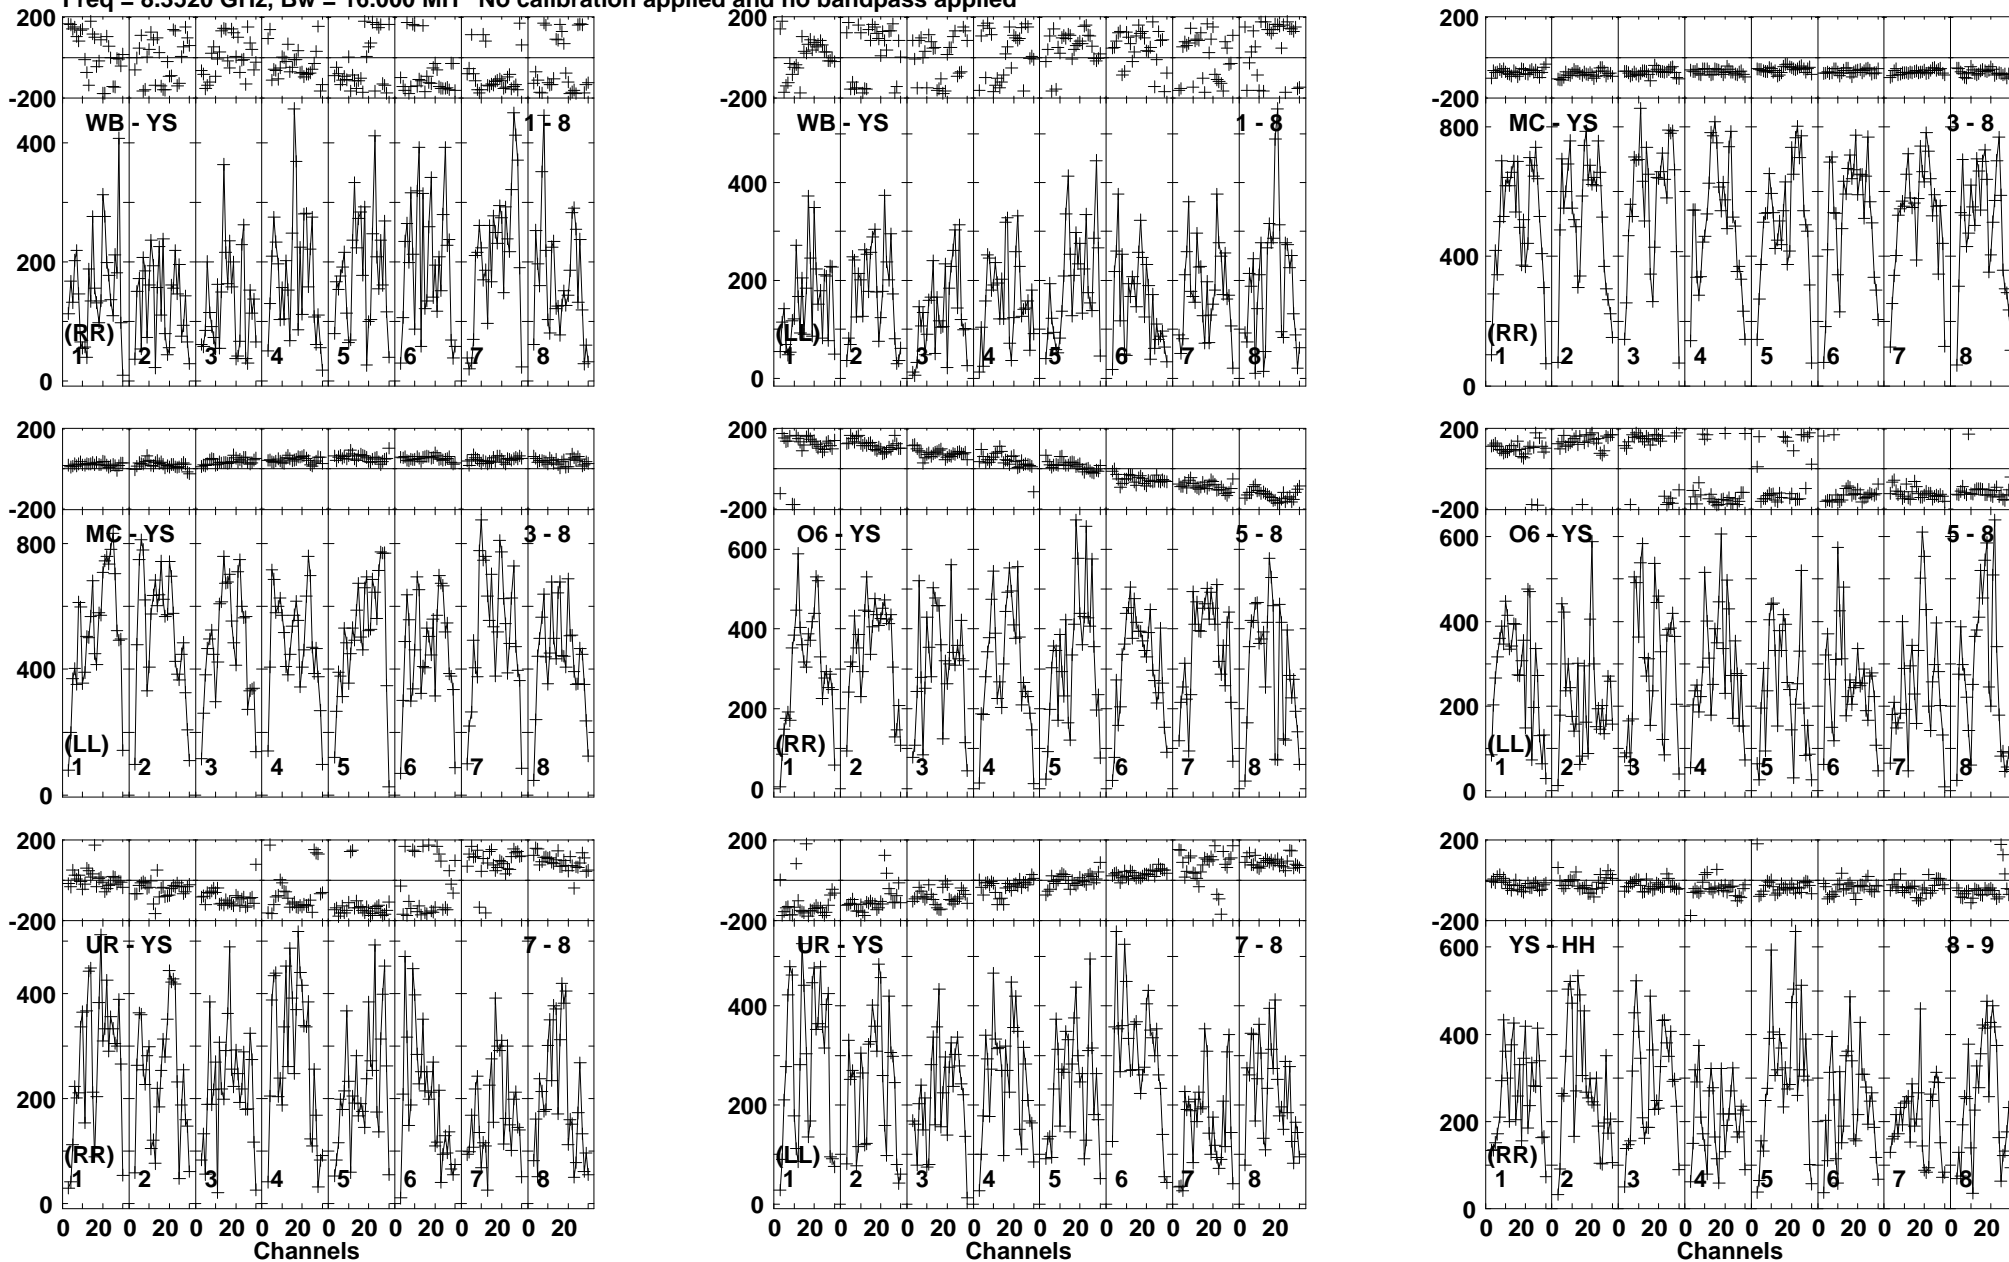 Freq = 8.3520 GHz, Bw = 16.000 MH No calibration applied and no bandpass applied
200 200 200
-200 -200 -200
WB - YS 1 - 8 WB - YS 1 - 8 MC - YS 3 - 8
400 400 800
200 200 400
(RR) (LL) (RR)
1 2 3 4 5 6 7 8 1 2 3 4 5 6 7 8 1 2 3 4 5 6 7 8
0 0 0
200 200 200
-200 -200 -200
MC - YS 3 - 8 O6 - YS 5 - 8 O6 - YS 5 - 8
800 600 600
400 400 400
200 200
(LL) (RR) (LL)
1 2 3 4 5 6 7 8 1 2 3 4 5 6 7 8 1 2 3 4 5 6 7 8
0 0 0
200 200 200
-200 -200 -200
UR - YS 7 - 8 UR - YS 7 - 8 YS - HH 8 - 9
600
400 400 400
200 200 200
(RR) (LL) (RR)
1 2 3 4 5 6 7 8 1 2 3 4 5 6 7 8 1 2 3 4 5 6 7 8
0 0 0
0 20 0 20 0 20 0 20 0 20 0 20 0 20 0 20 0 20 0 20 0 20 0 20 0 20 0 20 0 20 0 20 0 20 0 20 0 20 0 20 0 20 0 20 0 20 0 20
Channels Channels Channels